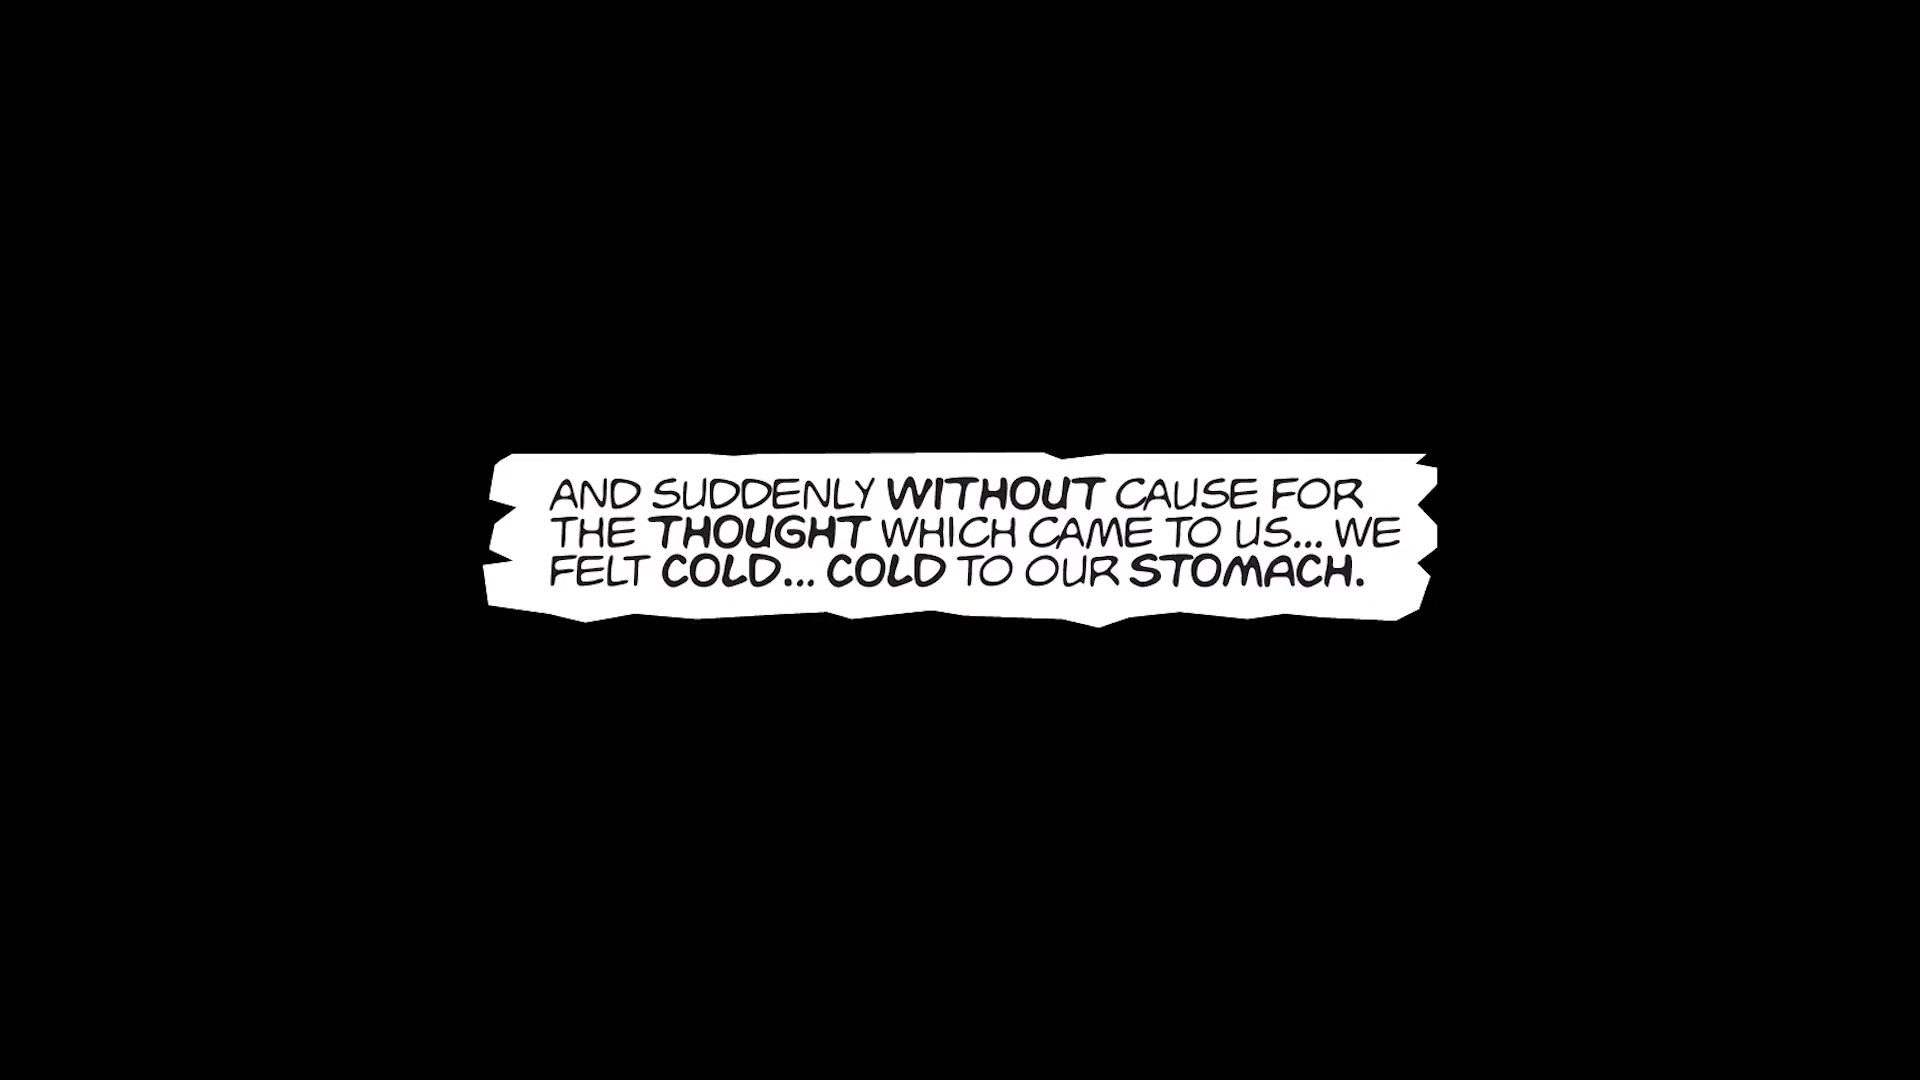 AND SUDDENLY WITHOUT CAUSE FOR
THE THOUGHT WHICH CAME TO US... WE
FELT COLD... COLD TO OUR STOMACH.